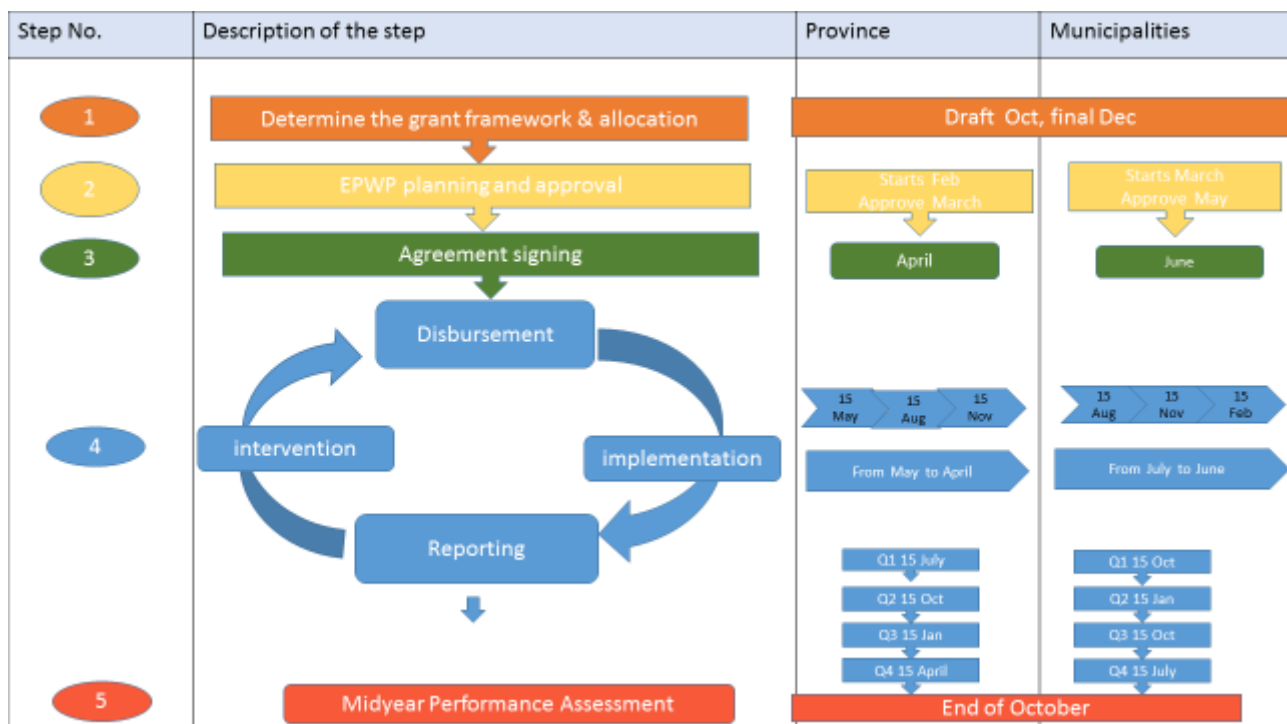 Step No.
Description of the step
Province
Municipalities
1
Determine the grant framework & allocation
Draft Oct, final Dec
2
EPWP planning and approval
Starts Feb
Approve March
Starts March
Approve May
3
Agreement signing
April
June
4
Disbursement
implementation
Reporting
intervention
15
May
15
Aug
15
Nov
15
Aug
15
Nov
15
Feb
From May to April
From July to June
Q1 15 July
Q2 15 Oct
Q3 15 Jan
Q4 15 April
Q1 15 Oct
Q2 15 Jan
Q3 15 Oct
Q4 15 July
5
Midyear Performance Assessment
End of October